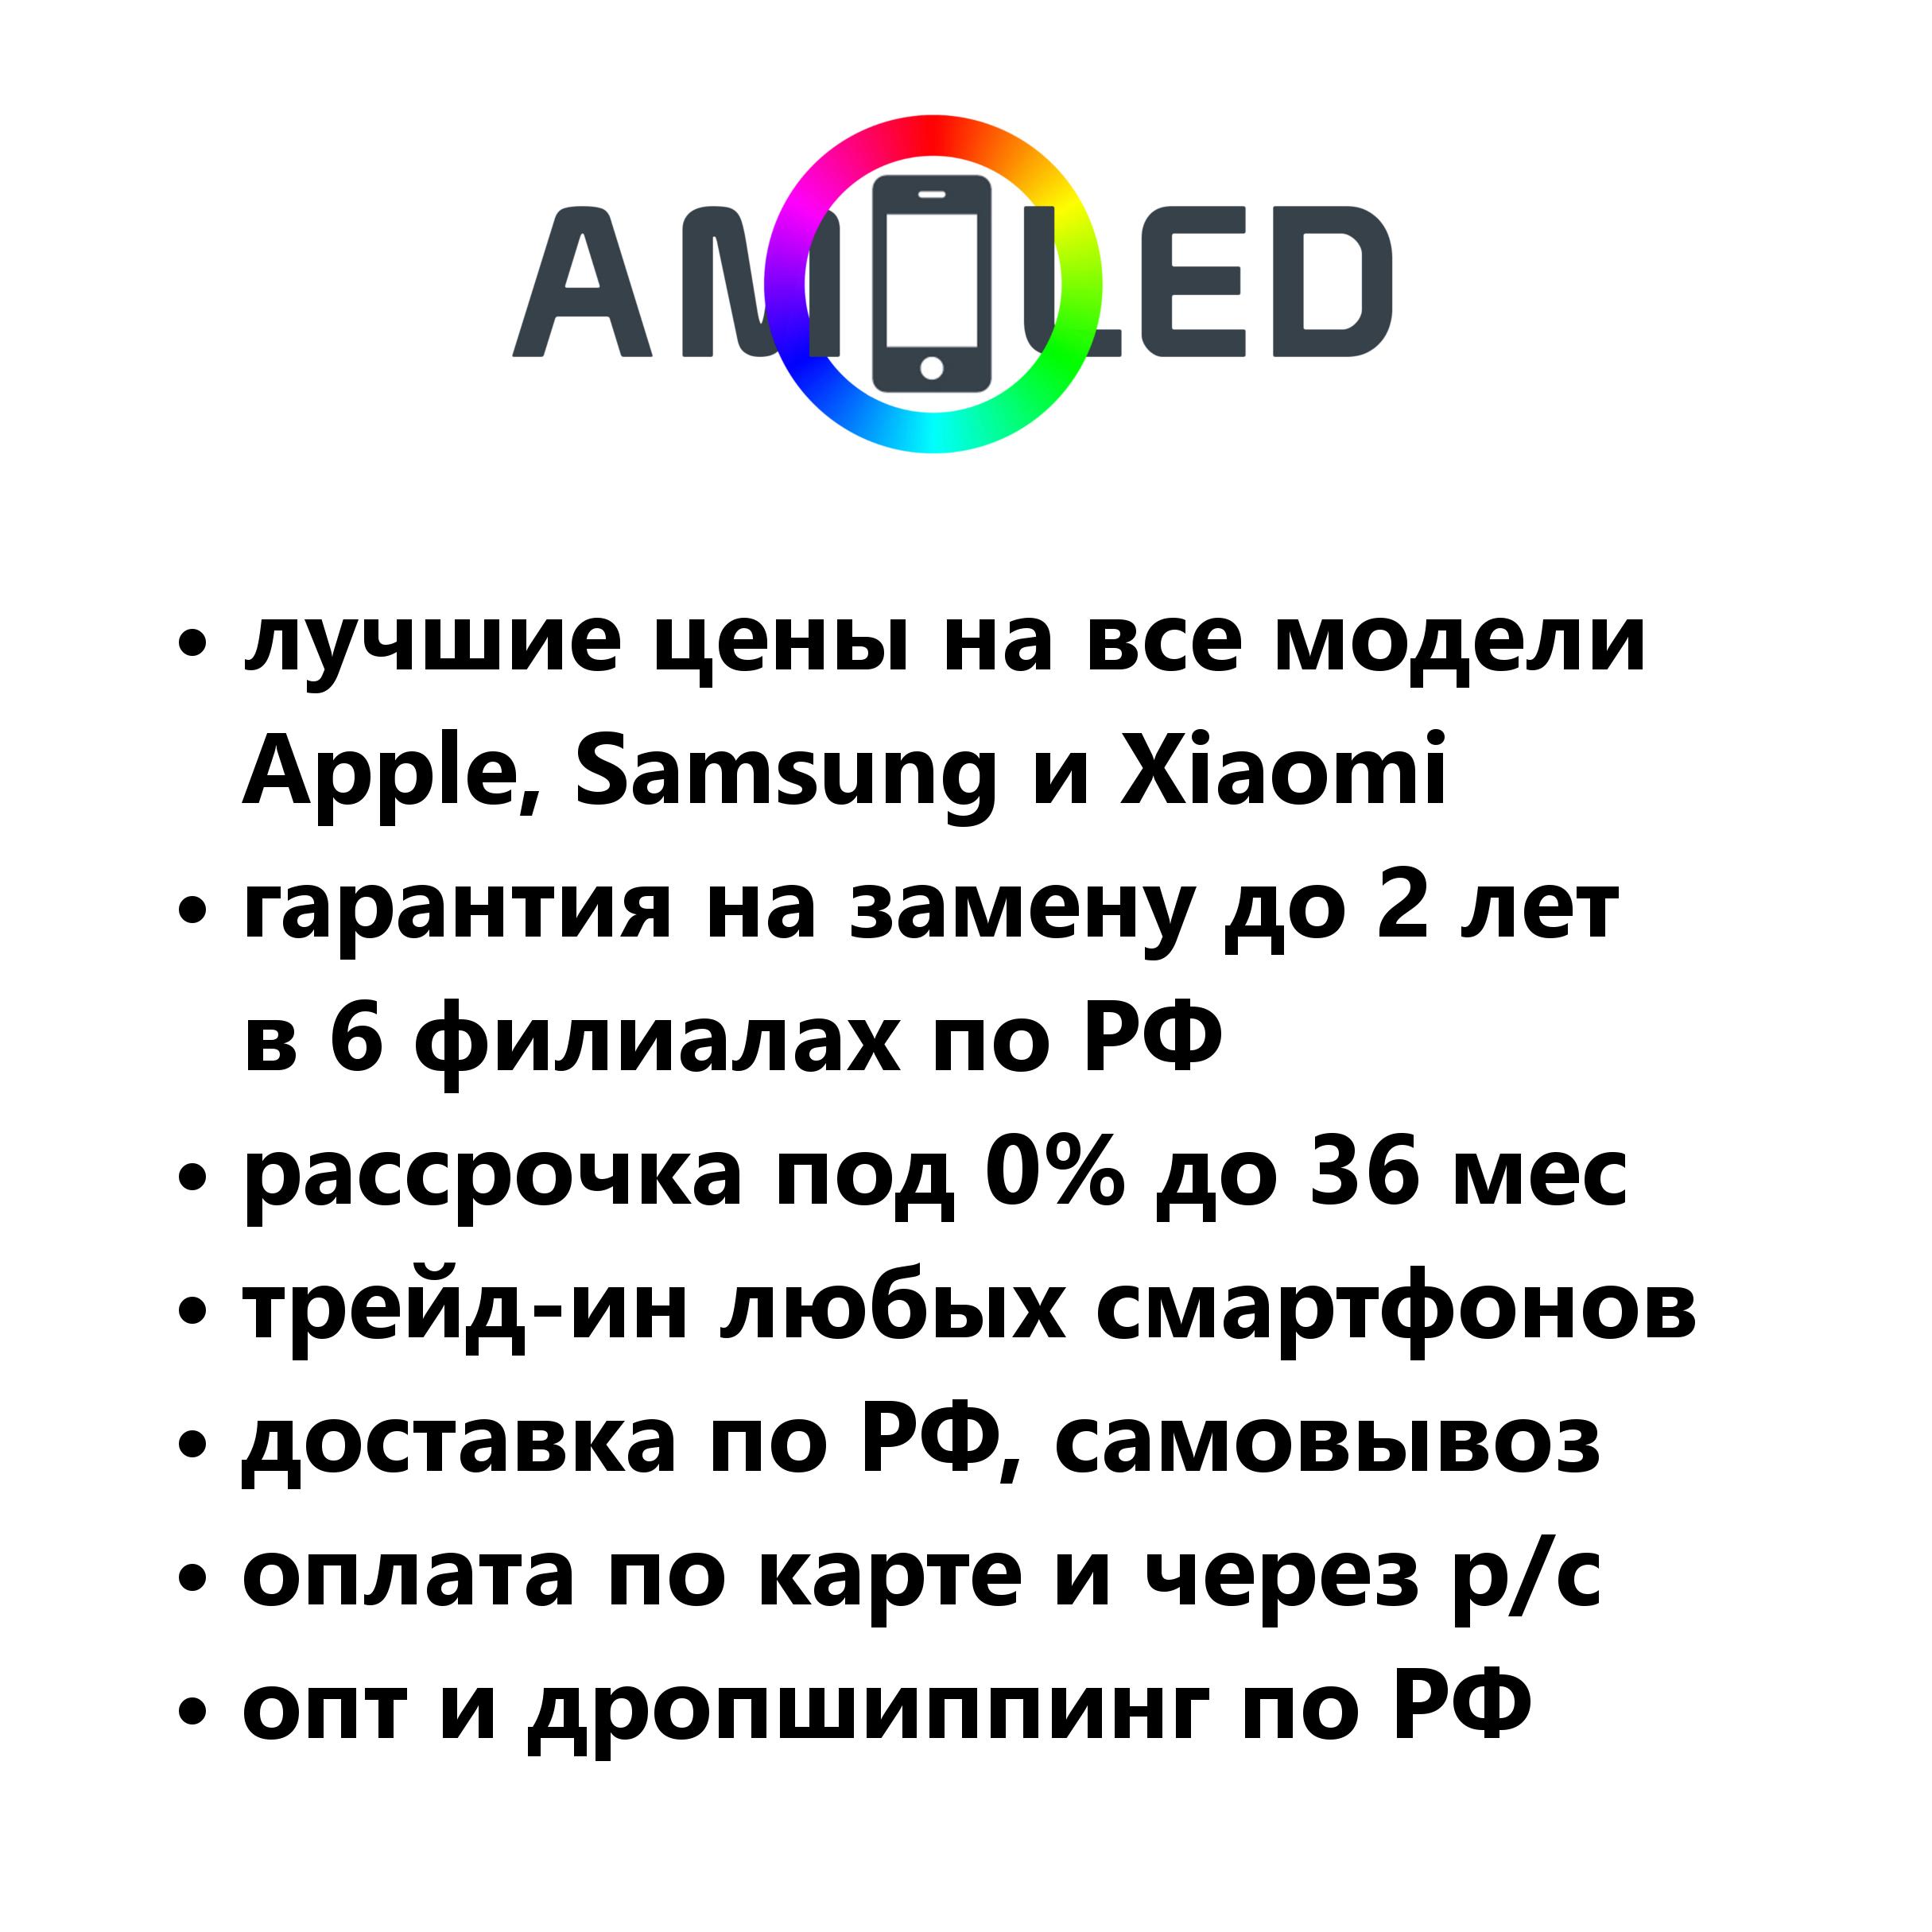 AMOLED
• лучшие цены на все модели
Apple, Samsung и Xiaomi
• гарантия на замену до 2 лет
в 6 филиалах по РФ
• рассрочка под 0% до 36 мес
• трейд-ин любых смартфонов
• доставка по РФ, самовывоз
• оплата по карте и через р/с
• опт и дропшиппинг по РФ